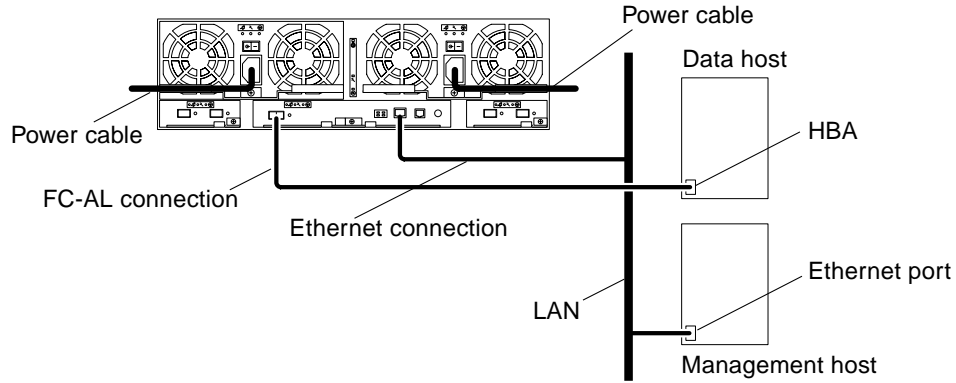 Power cable
Data host
Power cable
HBA
FC-AL connection
Ethernet connection
Ethernet port
LAN
Management host